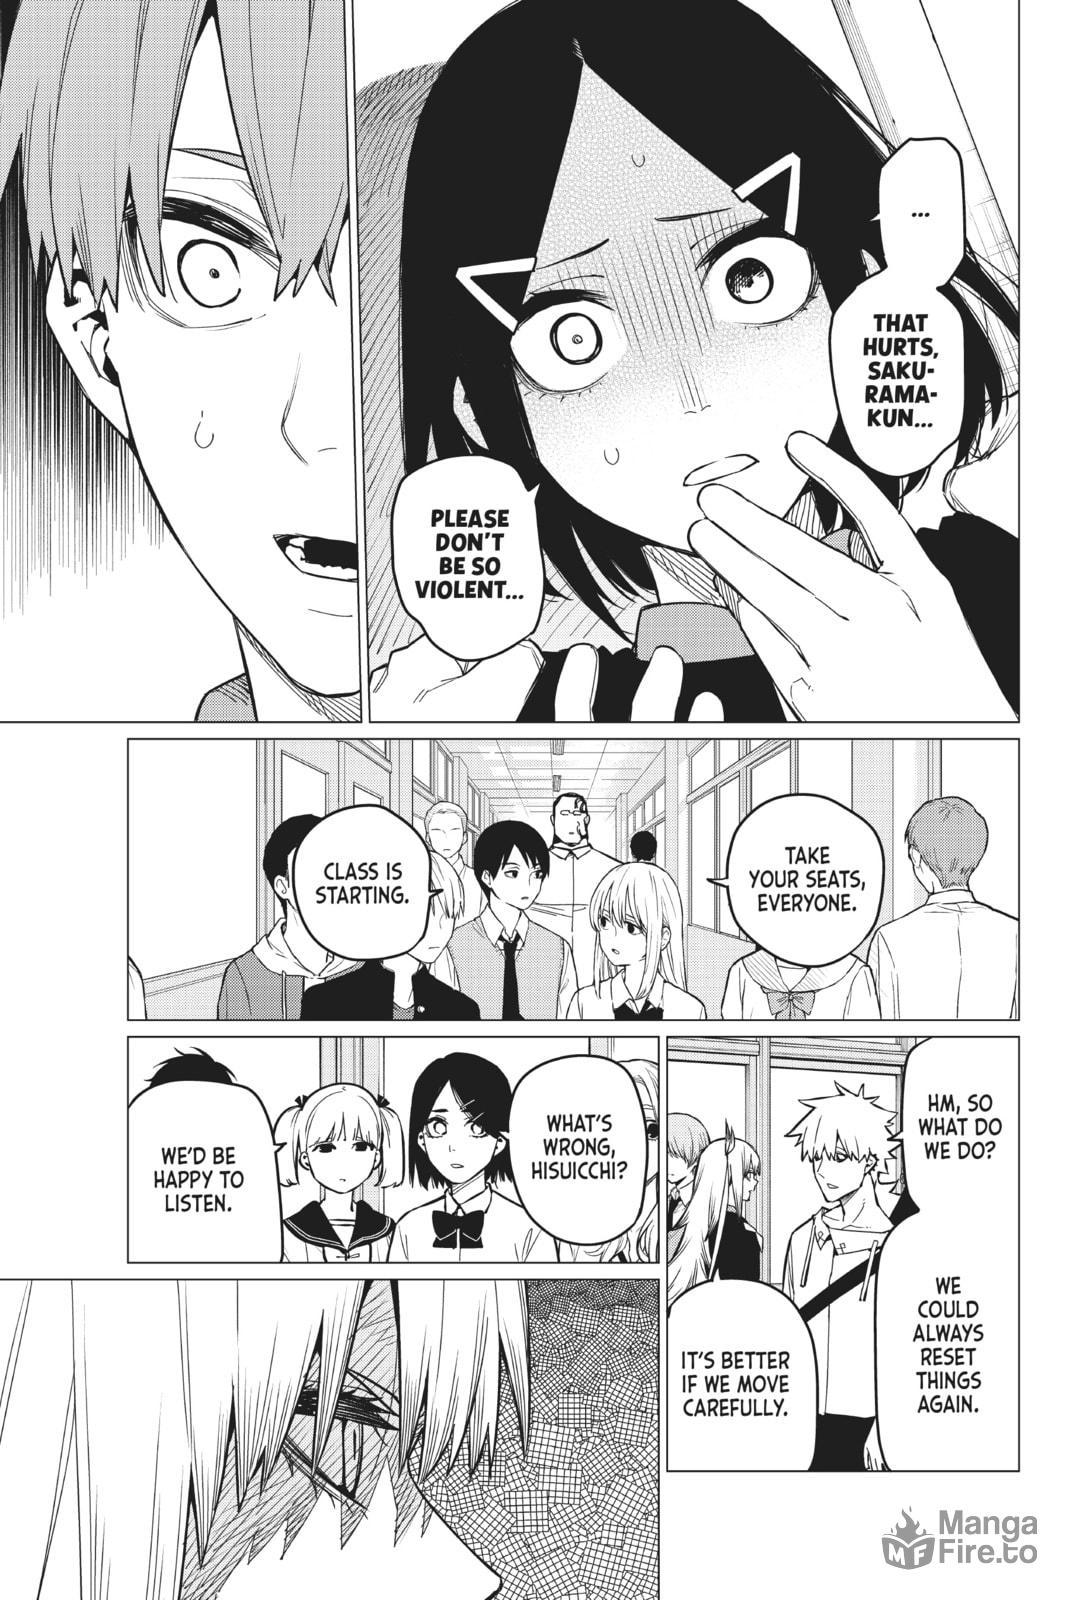 ...
THAT
HURTS,
SAKU-
RAMA-
KUN...
PLEASE
DON'T
BE SO
VIOLENT...
TAKE
YOUR SEATS,
EVERYONE.
CLASS IS
STARTING.
HM, SO
WHAT DO
WE DO?
WE
COULD
ALWAYS
RESET
THINGS
AGAIN.
IT'S BETTER
IF WE MOVE
CAREFULLY.
WHAT'S
WRONG,
HISUICCHI?
WE'D BE
HAPPY TO
LISTEN.
MF
Manga
Fire.to